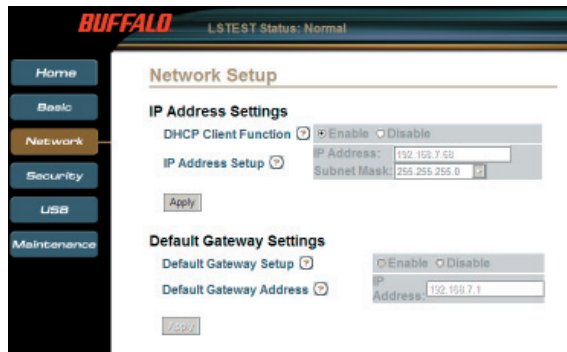 BUFFALO LSTEST Status: Normal
Home
Basic
Network
Security
USB
Maintenance
Network Setup
IP Address Settings
DHCP Client Function ? Enable Disable
IP Address Setup ? IP Address: 192.168.7.68
Subnet Mask: 255.255.255.0
Apply
Default Gateway Settings
Default Gateway Setup ? Enable Disable
Default Gateway Address ? IP Address: 192.168.7.1
Apply